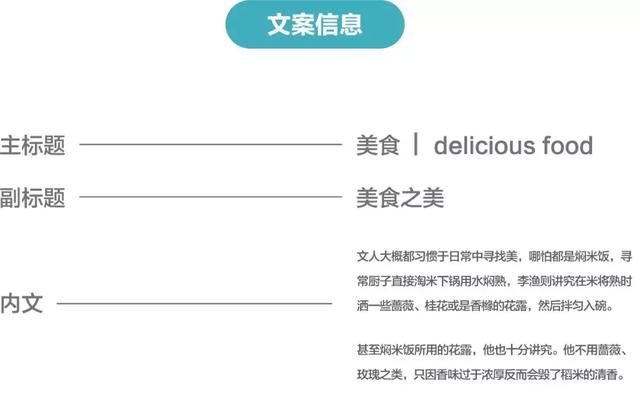 文案信息
主标题 美食 | delicious food
副标题 美食之美
内文
文人大概都习惯于日常中寻找美，哪怕都是焖米饭，寻
常厨子直接淘米下锅用水焖熟，李渔则讲究在米将熟时
洒一些蔷薇、桂花或是香橼的花露，然后拌匀入碗。
甚至焖米饭所用的花露，他也十分讲究。他不用蔷薇、
玫瑰之类，只因香味过于浓厚反而会毁了稻米的清香。